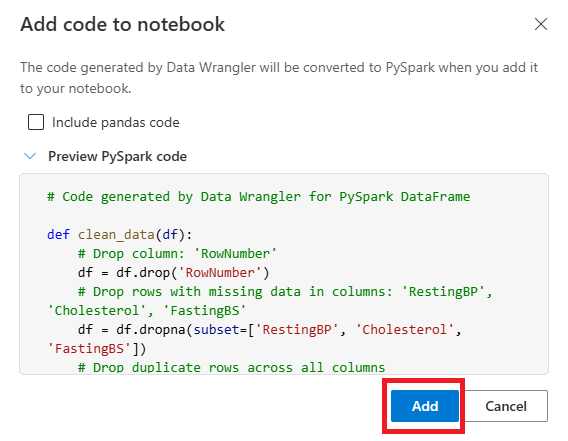 Add code to notebook
The code generated by Data Wrangler will be converted to PySpark when you add it
to your notebook.
Include pandas code
Preview PySpark code
# Code generated by Data Wrangler for PySpark DataFrame
def clean_data(df):
# Drop column: 'RowNumber'
df = df.drop('RowNumber')
# Drop rows with missing data in columns: 'RestingBP',
'Cholesterol', 'FastingBS'
df = df.dropna(subset=['RestingBP', 'Cholesterol',
'FastingBS'])
# Drop duplicate rows across all columns
Add
Cancel